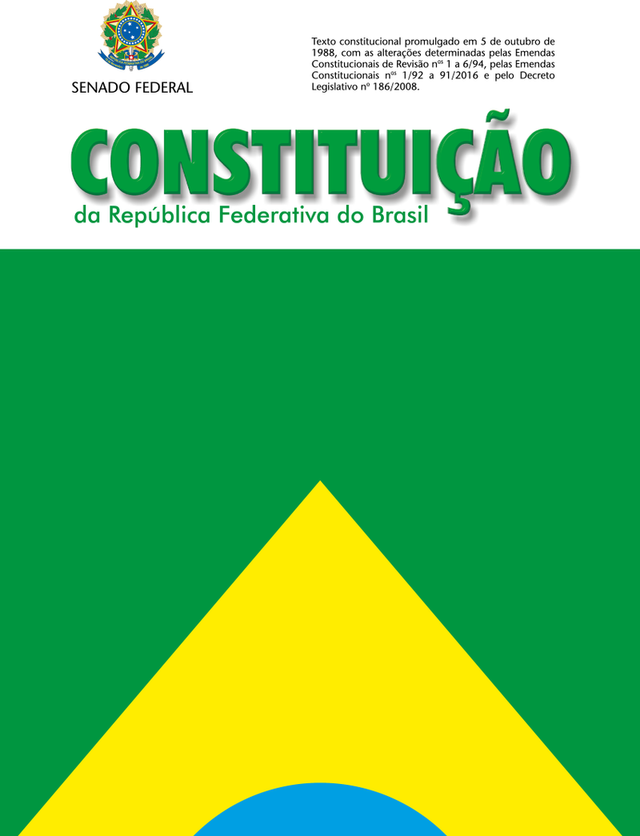 SENADO FEDERAL
Texto constitucional promulgado em 5 de outubro de
1988, com as alterações determinadas pelas Emendas
Constitucionais de Revisão nos 1 a 6/94, pelas Emendas
Constitucionais nos 1/92 a 91/2016 e pelo Decreto
Legislativo nº 186/2008.
CONSTITUIÇÃO
da República Federativa do Brasil